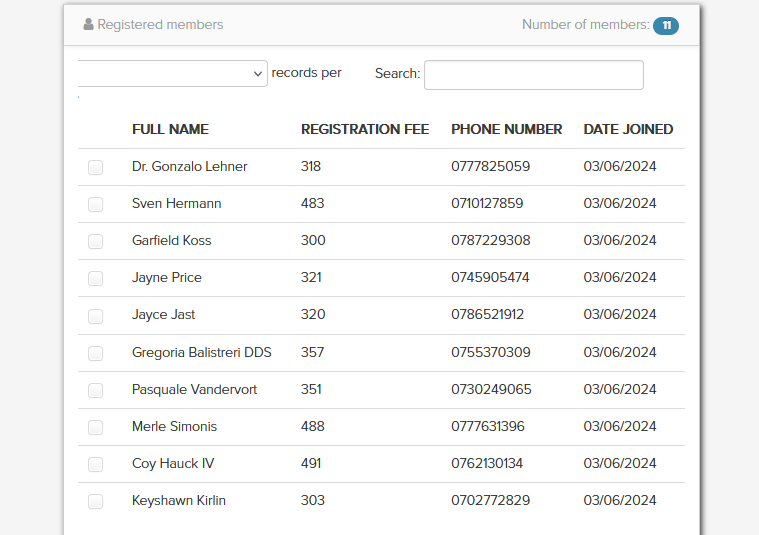 Registered members Number of members: 11
records per Search:
FULL NAME REGISTRATION FEE PHONE NUMBER DATE JOINED
Dr. Gonzalo Lehner 318 0777825059 03/06/2024
Sven Hermann 483 0710127859 03/06/2024
Garfield Koss 300 0787229308 03/06/2024
Jayne Price 321 0745905474 03/06/2024
Jayce Jast 320 0786521912 03/06/2024
Gregoria Balistreri DDS 357 0755370309 03/06/2024
Pasquale Vandervort 351 0730249065 03/06/2024
Merle Simonis 488 0777631396 03/06/2024
Coy Hauck IV 491 0762130134 03/06/2024
Keyshawn Kirlin 303 0702772829 03/06/2024